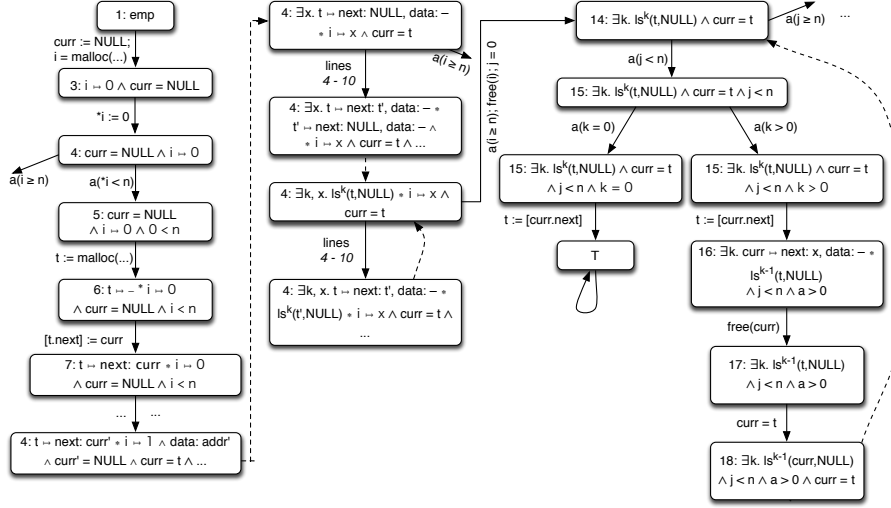 1: emp
curr := NULL;
i = malloc(...)
3: i ↦ 0 ∧ curr = NULL
*i := 0
4: curr = NULL ∧ i ↦ 0
a(i ≥ n)
a(*i < n)
5: curr = NULL
∧ i ↦ 0 ∧ 0 < n
t := malloc(...)
6: t ↦ – * i ↦ 0
∧ curr = NULL ∧ i < n
[t.next] := curr
7: t ↦ next: curr * i ↦ 0
∧ curr = NULL ∧ i < n
... ...
4: t ↦ next: curr' * i ↦ 1 ∧ data: addr'
∧ curr' = NULL ∧ curr = t ∧ ...
4: ∃x. t ↦ next: NULL, data: –
* i ↦ x ∧ curr = t
a(i ≥ n)
lines
4 - 10
4: ∃x. t ↦ next: t', data: – *
t' ↦ next: NULL, data: – ∧
* i ↦ x ∧ curr = t ∧ ...
4: ∃k, x. ls^k(t,NULL) * i ↦ x ∧
curr = t
lines
4 - 10
4: ∃k, x. t ↦ next: t', data: – *
ls^k(t',NULL) * i ↦ x ∧ curr = t ∧
...
a(i ≥ n); free(i); j = 0
14: ∃k. ls^k(t,NULL) ∧ curr = t
a(j ≥ n) ...
a(j < n)
15: ∃k. ls^k(t,NULL) ∧ curr = t ∧ j < n
a(k = 0)
a(k > 0)
15: ∃k. ls^k(t,NULL) ∧ curr = t
∧ j < n ∧ k = 0
t := [curr.next]
T
15: ∃k. ls^k(t,NULL) ∧ curr = t
∧ j < n ∧ k > 0
t := [curr.next]
16: ∃k. curr ↦ next: x, data: – *
ls^k-1(t,NULL)
∧ j < n ∧ a > 0
free(curr)
17: ∃k. ls^k-1(t,NULL)
∧ j < n ∧ a > 0
curr = t
18: ∃k. ls^k-1(curr,NULL)
∧ j < n ∧ a > 0 ∧ curr = t